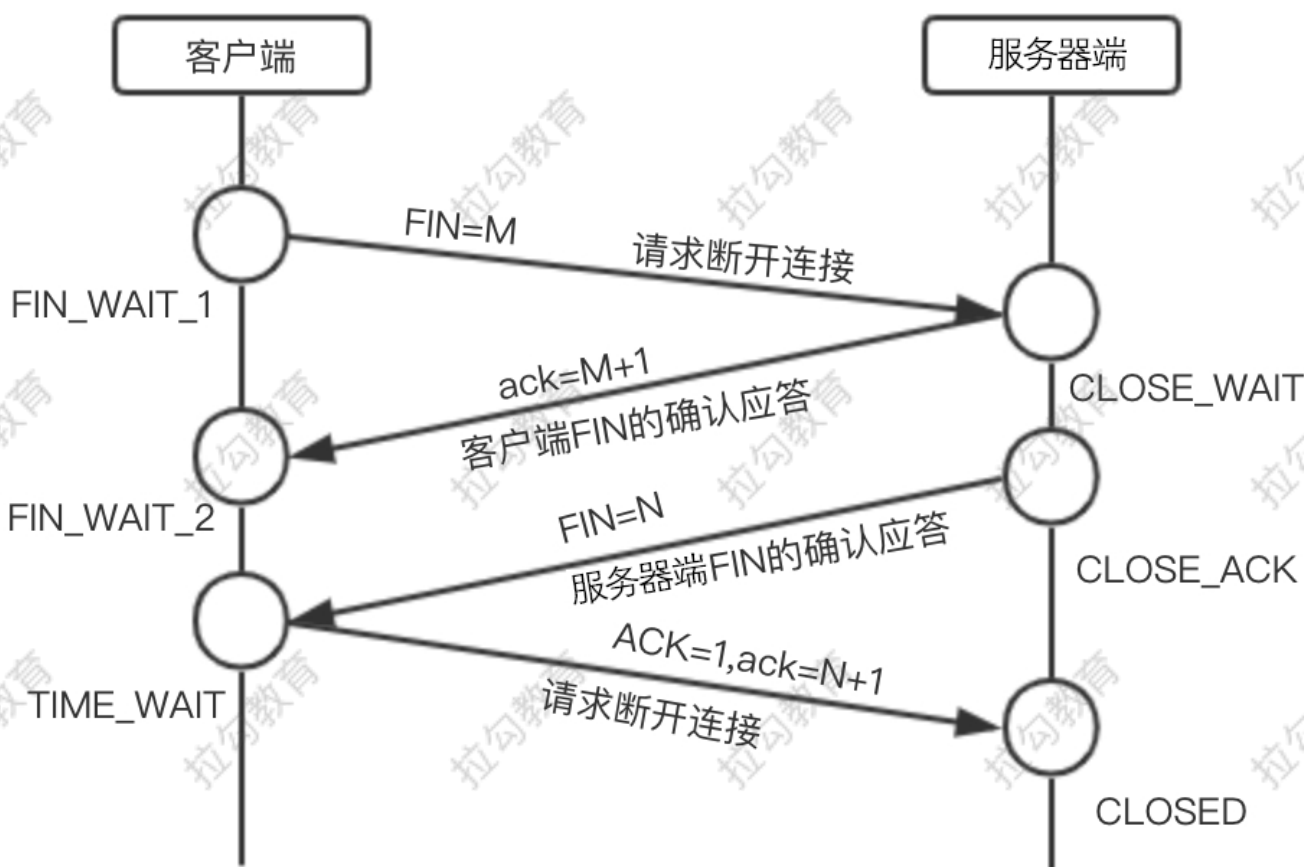 客户端
服务器端
FIN=M
请求断开连接
FIN_WAIT_1
ack=M+1
客户端FIN的确认应答
CLOSE_WAIT
FIN_WAIT_2
FIN=N
服务器端FIN的确认应答
CLOSE_ACK
ACK=1,ack=N+1
请求断开连接
TIME_WAIT
CLOSED
拉勾教育